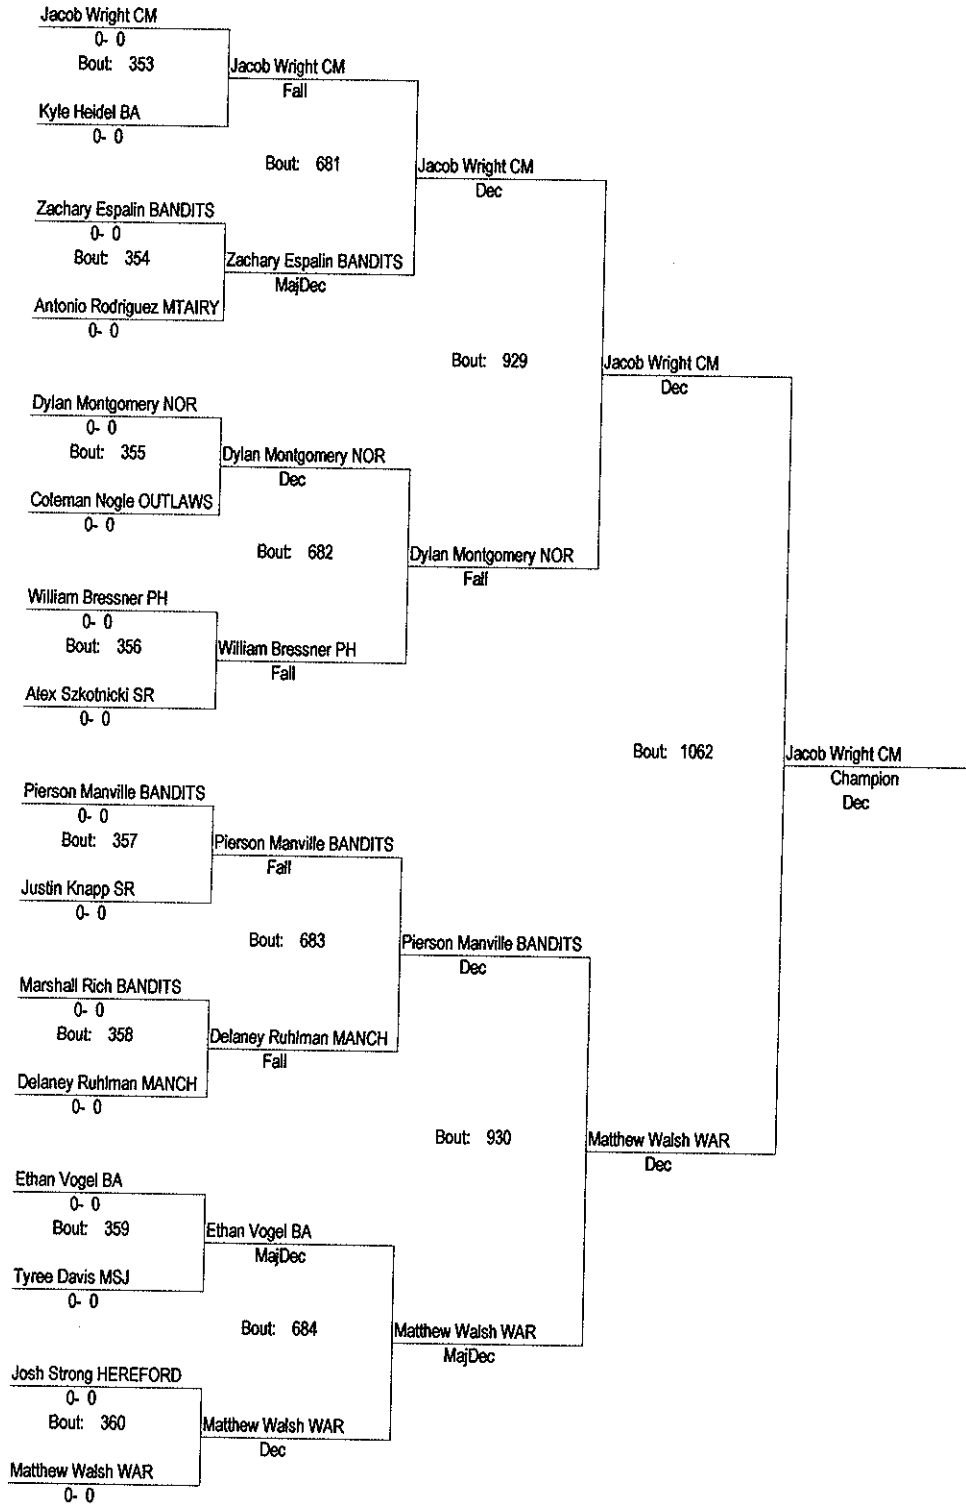 Jacob Wright CM
0- 0
Bout: 353
Jacob Wright CM
Fall
Kyle Heidel BA
0- 0
Bout: 681
Jacob Wright CM
Dec
Zachary Espalin BANDITS
0- 0
Bout: 354
Zachary Espalin BANDITS
MajDec
Antonio Rodriguez MTAIRY
0- 0
Bout: 929
Jacob Wright CM
Dec
Dylan Montgomery NOR
0- 0
Bout: 355
Dylan Montgomery NOR
Dec
Coleman Nogle OUTLAWS
0- 0
Bout: 682
Dylan Montgomery NOR
Fall
William Bressner PH
0- 0
Bout: 356
William Bressner PH
Fall
Alex Szkotnicki SR
0- 0
Bout: 1062
Jacob Wright CM
Champion
Dec
Pierson Manville BANDITS
0- 0
Bout: 357
Pierson Manville BANDITS
Fall
Justin Knapp SR
0- 0
Bout: 683
Pierson Manville BANDITS
Dec
Marshall Rich BANDITS
0- 0
Bout: 358
Delaney Ruhlman MANCH
Fall
Delaney Ruhlman MANCH
0- 0
Bout: 930
Matthew Walsh WAR
Dec
Ethan Vogel BA
0- 0
Bout: 359
Ethan Vogel BA
MajDec
Tyree Davis MSJ
0- 0
Bout: 684
Matthew Walsh WAR
MajDec
Josh Strong HEREFORD
0- 0
Bout: 360
Matthew Walsh WAR
Dec
Matthew Walsh WAR
0- 0